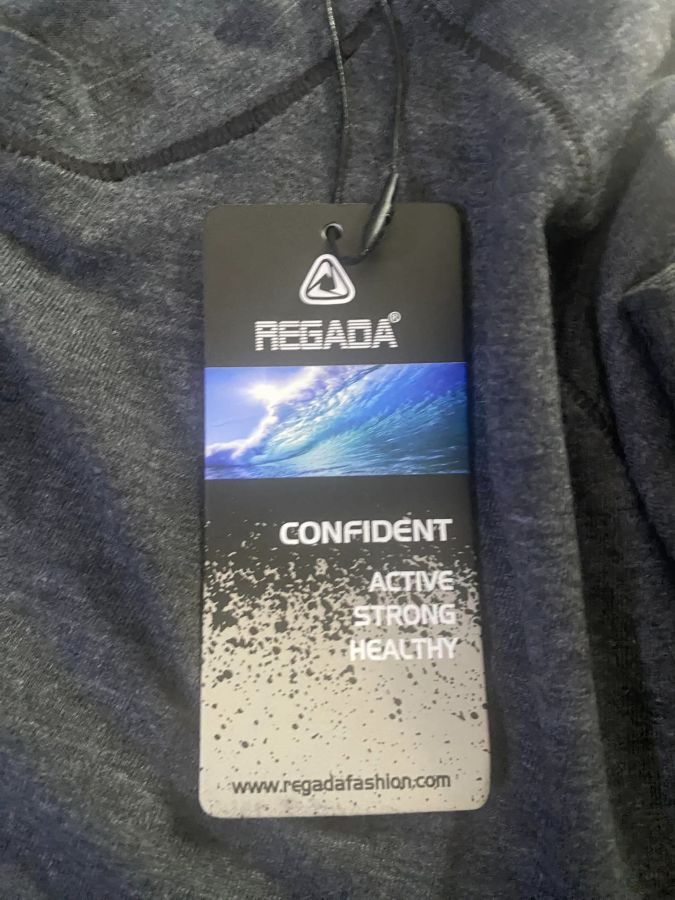 REGADA®
CONFIDENT
ACTIVE
STRONG
HEALTHY
www.regadafashion.com